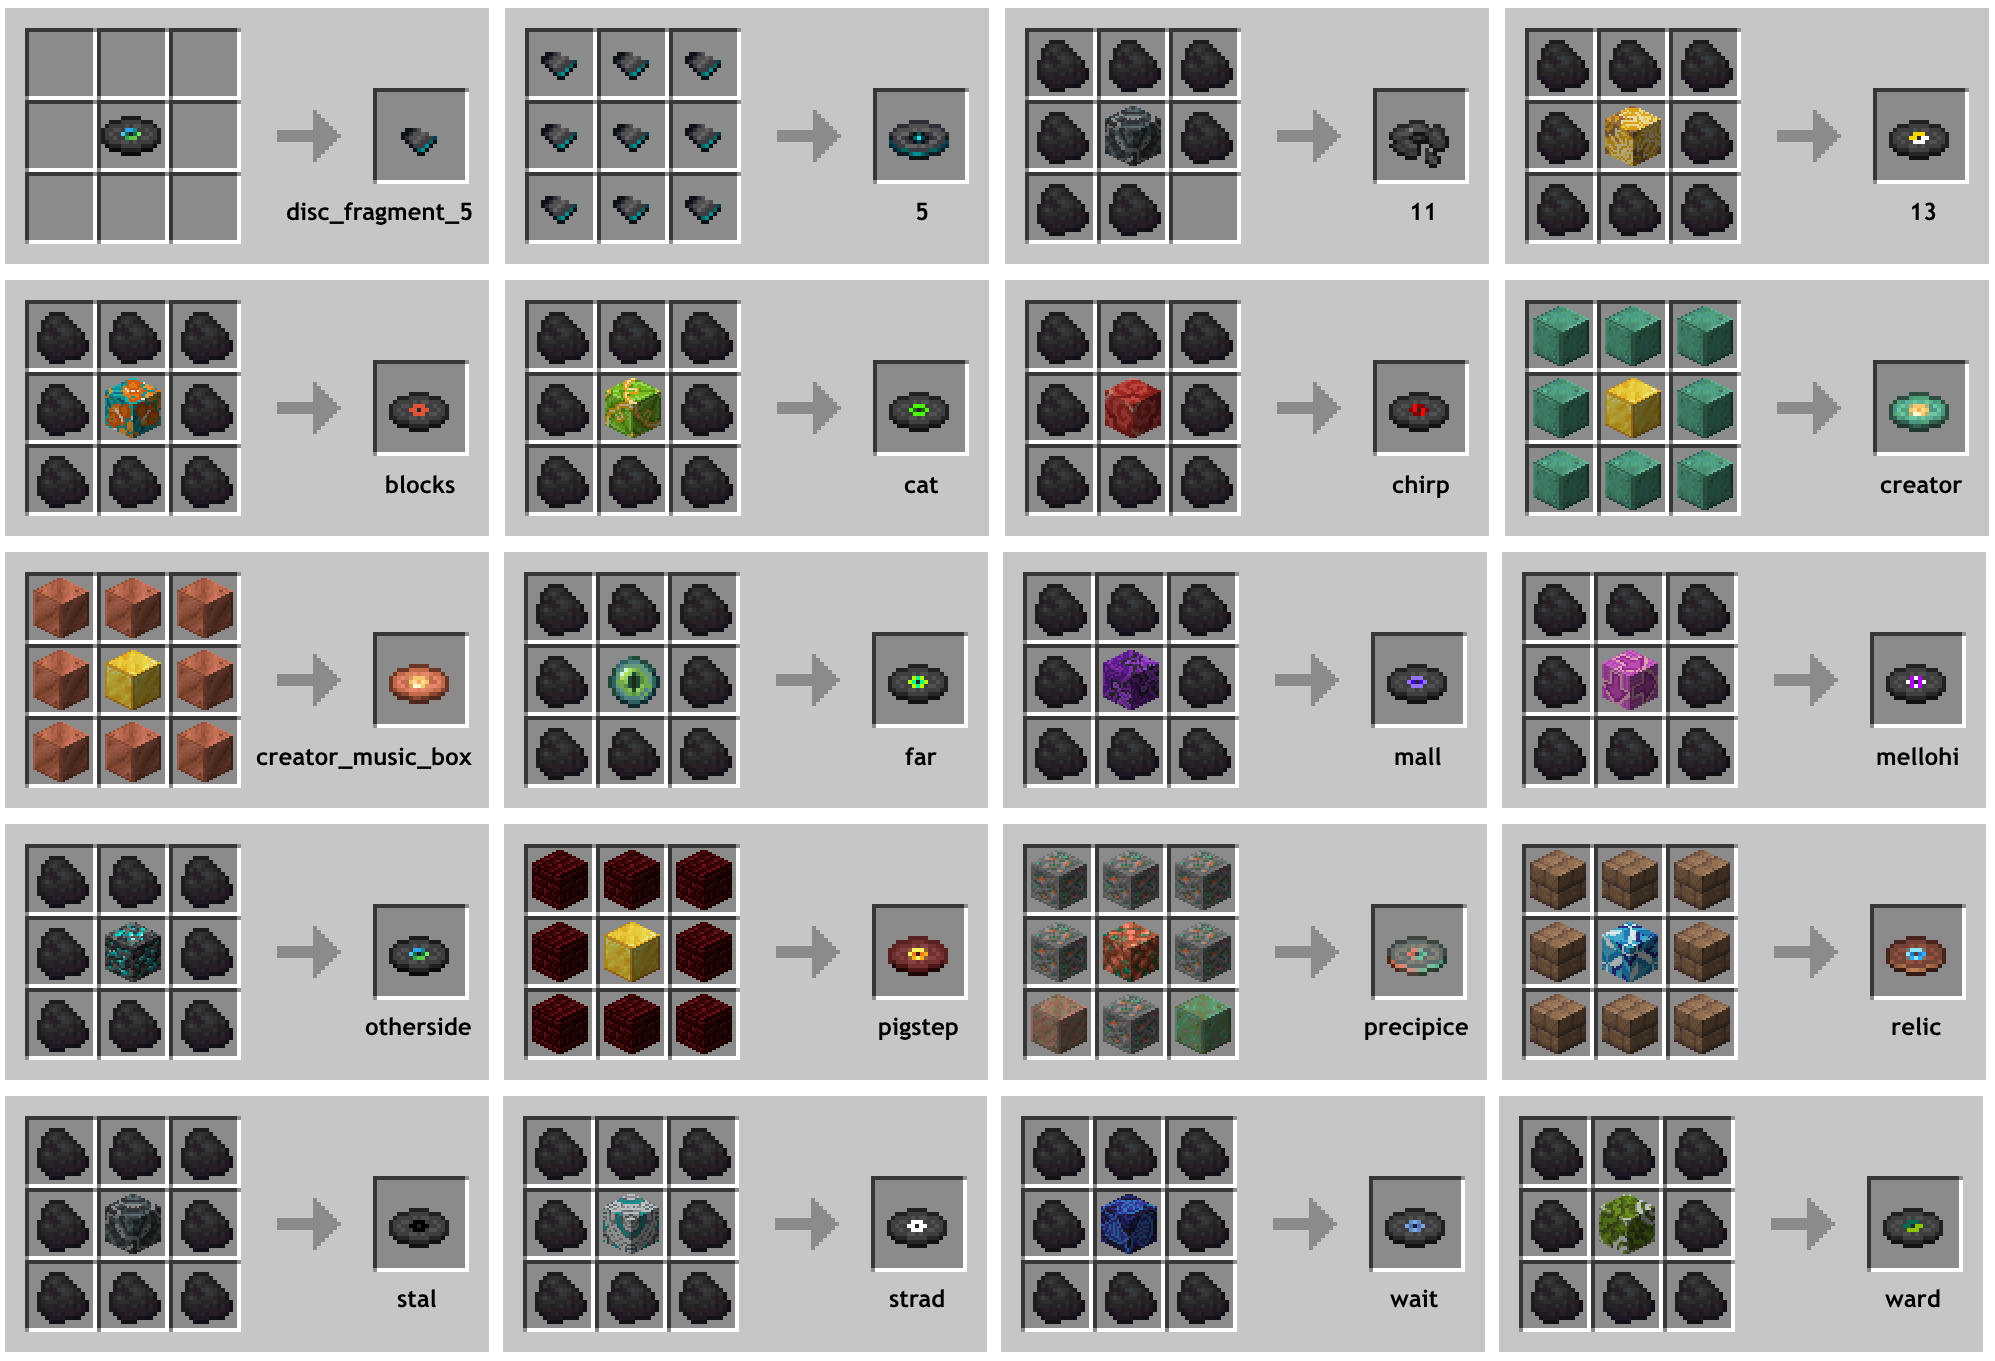 disc_fragment_5
5
11
13
blocks
cat
chirp
creator
creator_music_box
far
mall
mellohi
otherside
pigstep
precipice
relic
stal
strad
wait
ward